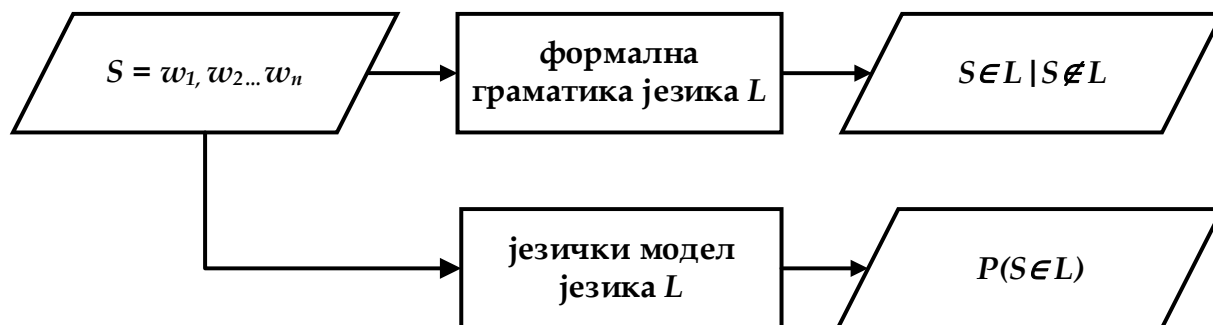 S = w₁, w₂... wₙ
формална
граматика језика L
S∈L | S∉L
језички модел
језика L
P(S∈L)